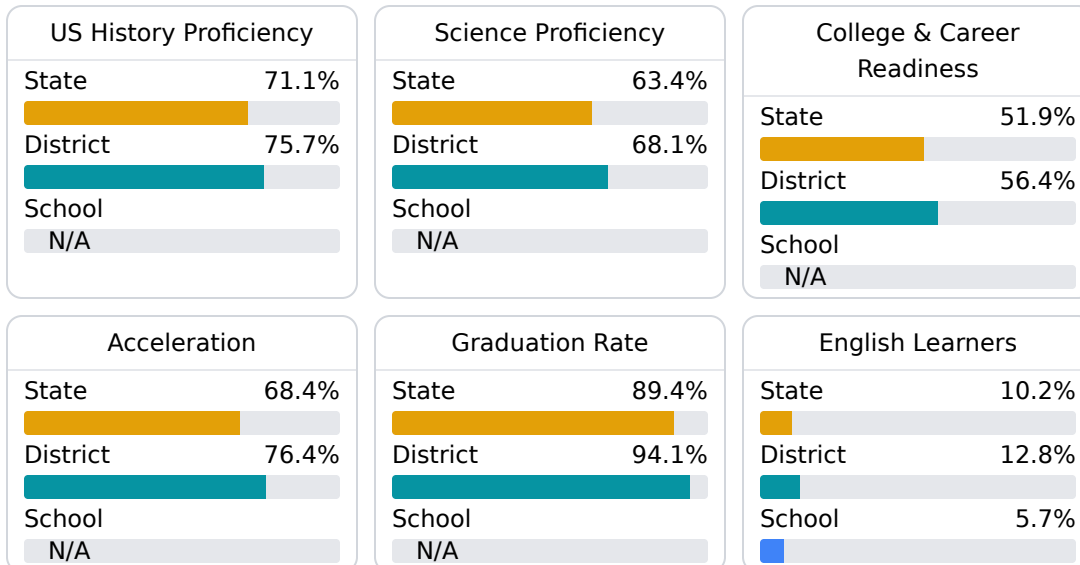 US History Proficiency
State 71.1%
District 75.7%
School
N/A
Science Proficiency
State 63.4%
District 68.1%
School
N/A
College & Career
Readiness
State 51.9%
District 56.4%
School
N/A
Acceleration
State 68.4%
District 76.4%
School
N/A
Graduation Rate
State 89.4%
District 94.1%
School
N/A
English Learners
State 10.2%
District 12.8%
School 5.7%